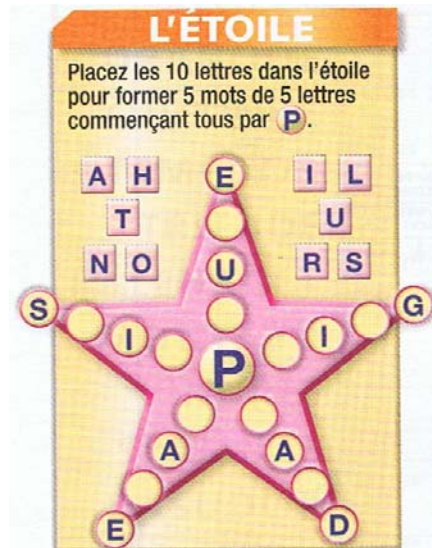 L'ÉTOILE
Placez les 10 lettres dans l'étoile
pour former 5 mots de 5 lettres
commençant tous par P.
A H
T
N O
I L
U
R S
E
U
S
I
P
I
G
A
A
E
D